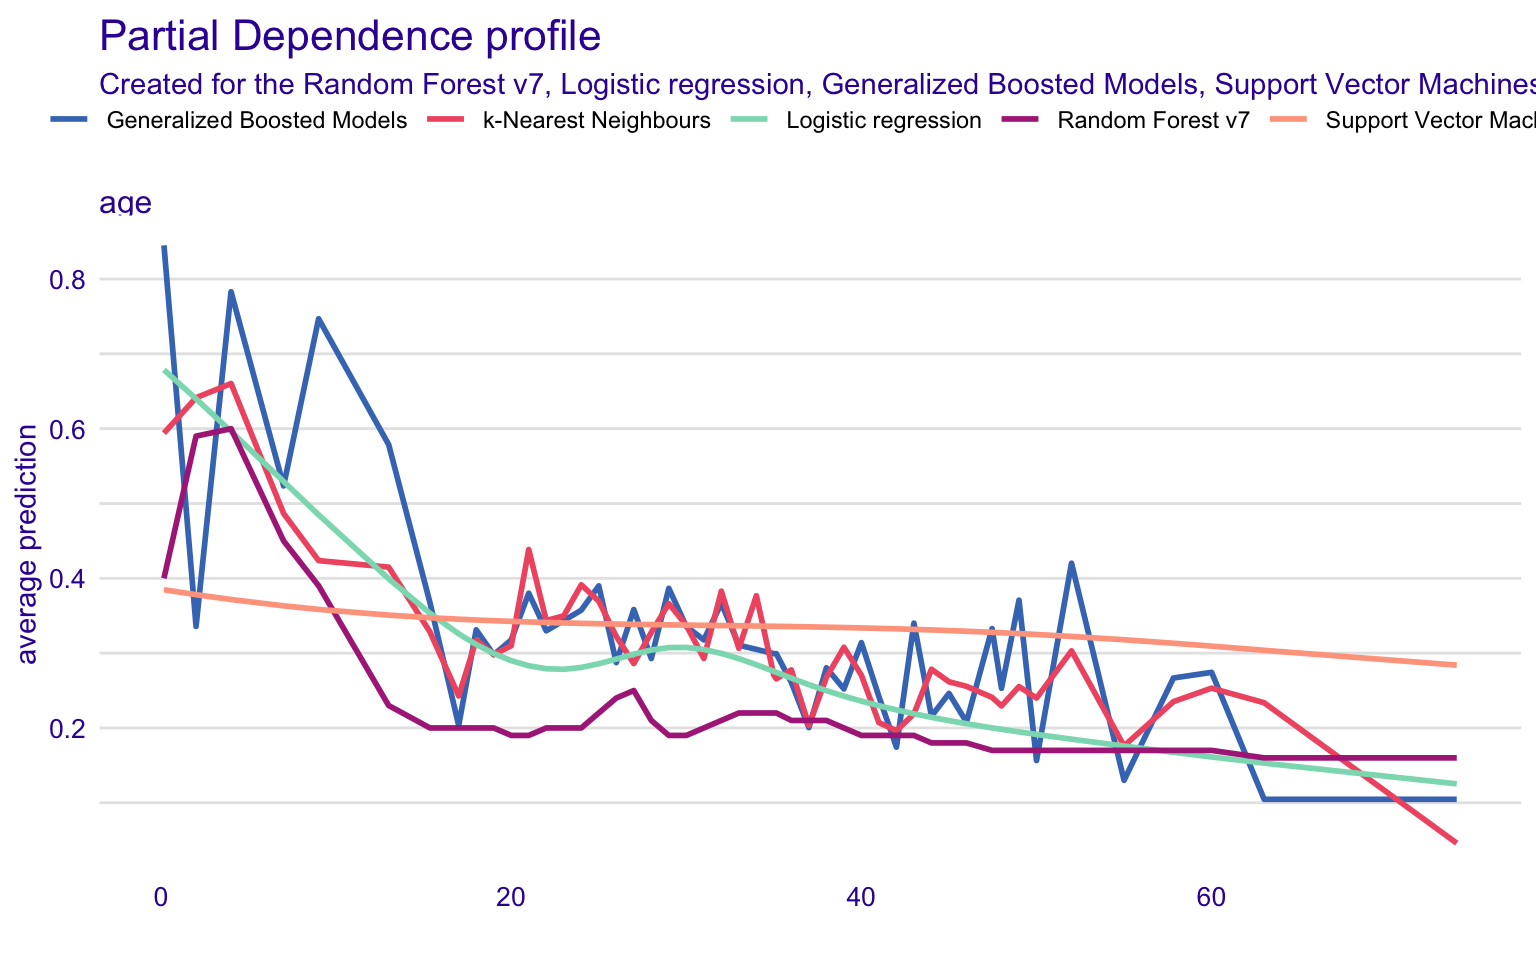 Partial Dependence profile
Created for the Random Forest v7, Logistic regression, Generalized Boosted Models, Support Vector Machines
Generalized Boosted Models k-Nearest Neighbours Logistic regression Random Forest v7 Support Vector
age
average prediction
0.8
0.6
0.4
0.2
0 20 40 60